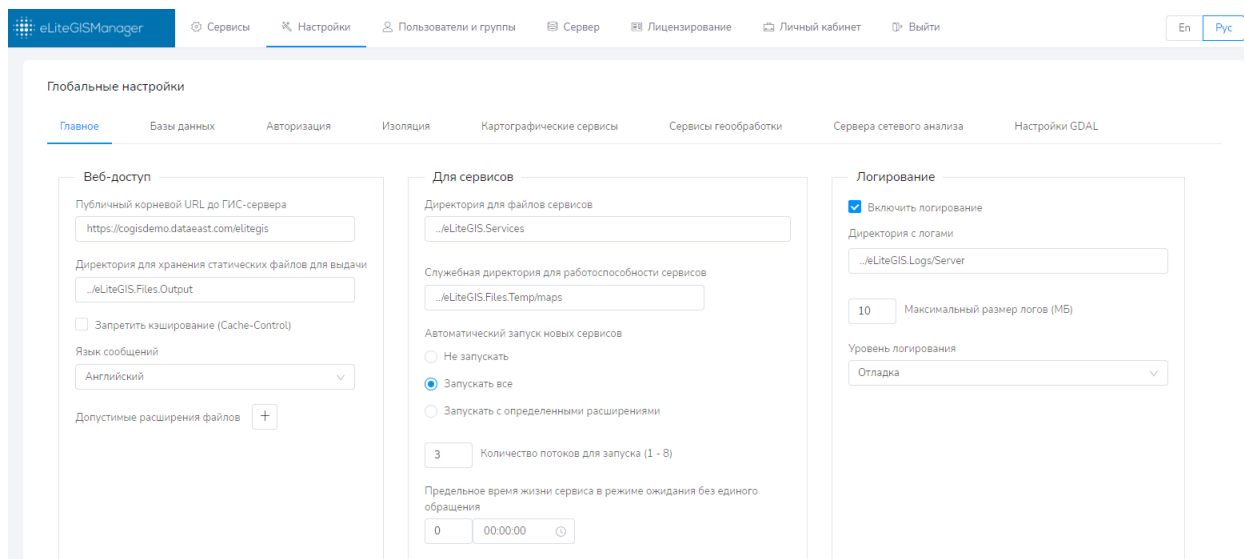 eLiteGISManager Сервисы Настройки Пользователи и группы Сервер Лицензирование Личный кабинет Выйти En Рус
Глобальные настройки
Главное Базы данных Авторизация Изоляция Картографические сервисы Сервисы геообработки Сервера сетевого анализа Настройки GDAL
Веб-доступ
Публичный корневой URL до ГИС-сервера
https://cogisdemo.dataeast.com/elitegis
Директория для хранения статических файлов для выдачи
../eLiteGIS.Files.Output
Запретить кэширование (Cache-Control)
Язык сообщений
Английский
Допустимые расширения файлов +
Для сервисов
Директория для файлов сервисов
../eLiteGIS.Services
Служебная директория для работоспособности сервисов
../eLiteGIS.Files.Temp/maps
Автоматический запуск новых сервисов
Не запускать
Запускать все
Запускать с определенными расширениями
3 Количество потоков для запуска (1 - 8)
Предельное время жизни сервиса в режиме ожидания без единого
обращения
0 00:00:00
Логирование
Включить логирование
Директория с логами
../eLiteGIS.Logs/Server
10 Максимальный размер логов (МБ)
Уровень логирования
Отладка